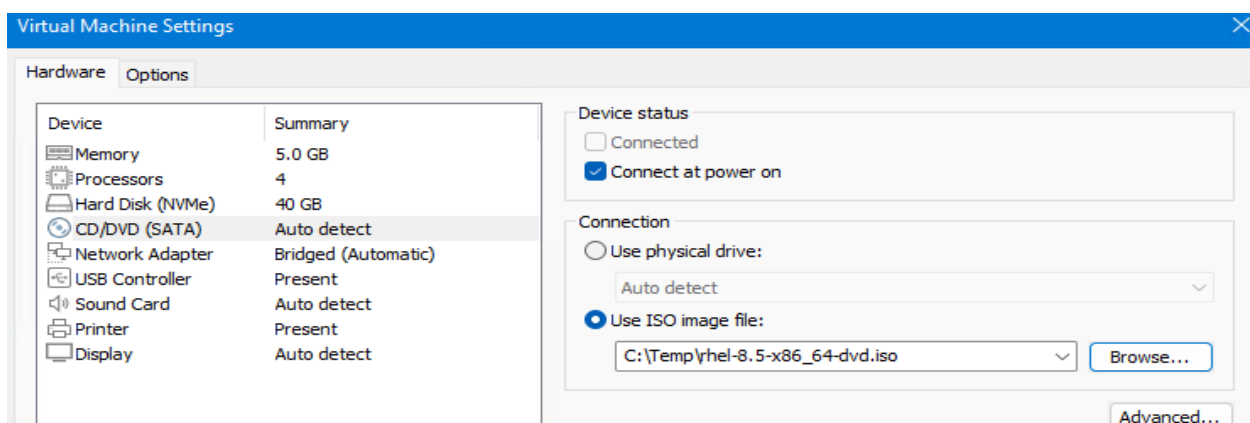 Virtual Machine Settings
Hardware Options
Device Summary
Memory 5.0 GB
Processors 4
Hard Disk (NVMe) 40 GB
CD/DVD (SATA) Auto detect
Network Adapter Bridged (Automatic)
USB Controller Present
Sound Card Auto detect
Printer Present
Display Auto detect
Device status
Connected
Connect at power on
Connection
Use physical drive:
Auto detect
Use ISO image file:
C:\Temp\rhel-8.5-x86_64-dvd.iso Browse...
Advanced...